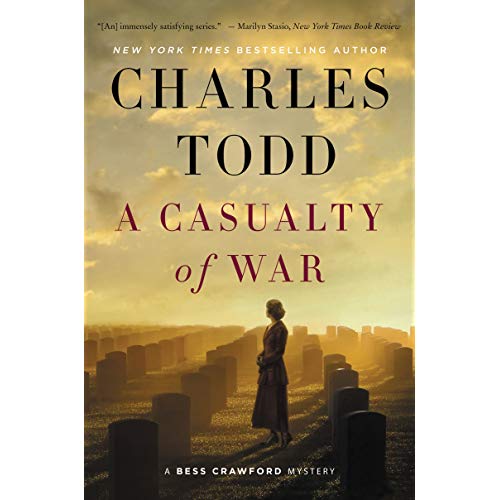 "[An] immensely satisfying series." — Marilyn Stasio, New York Times Book Review
NEW YORK TIMES BESTSELLING AUTHOR
CHARLES
TODD
A CASUALTY
of WAR
A BESS CRAWFORD MYSTERY